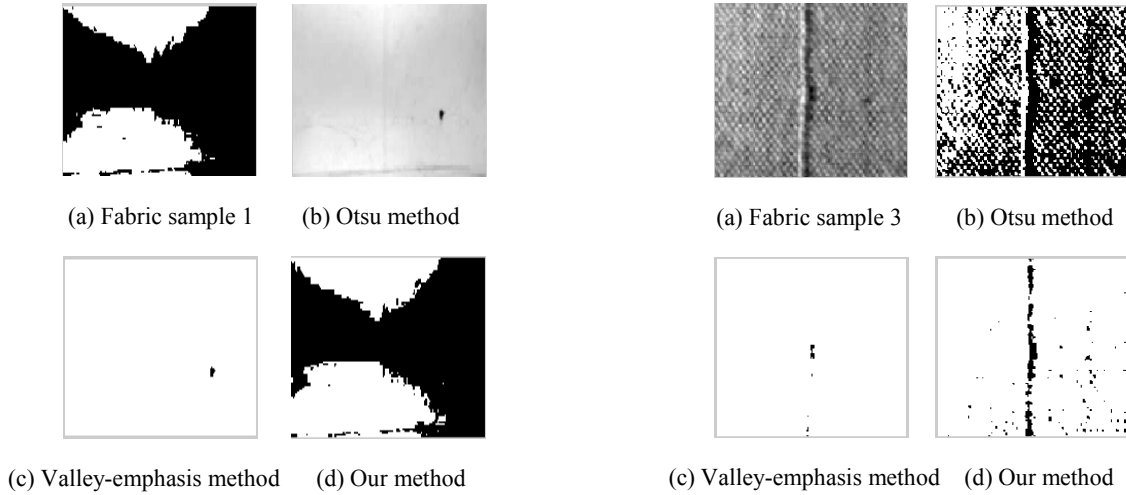 (a) Fabric sample 1 (b) Otsu method
(c) Valley-emphasis method (d) Our method
(a) Fabric sample 3 (b) Otsu method
(c) Valley-emphasis method (d) Our method